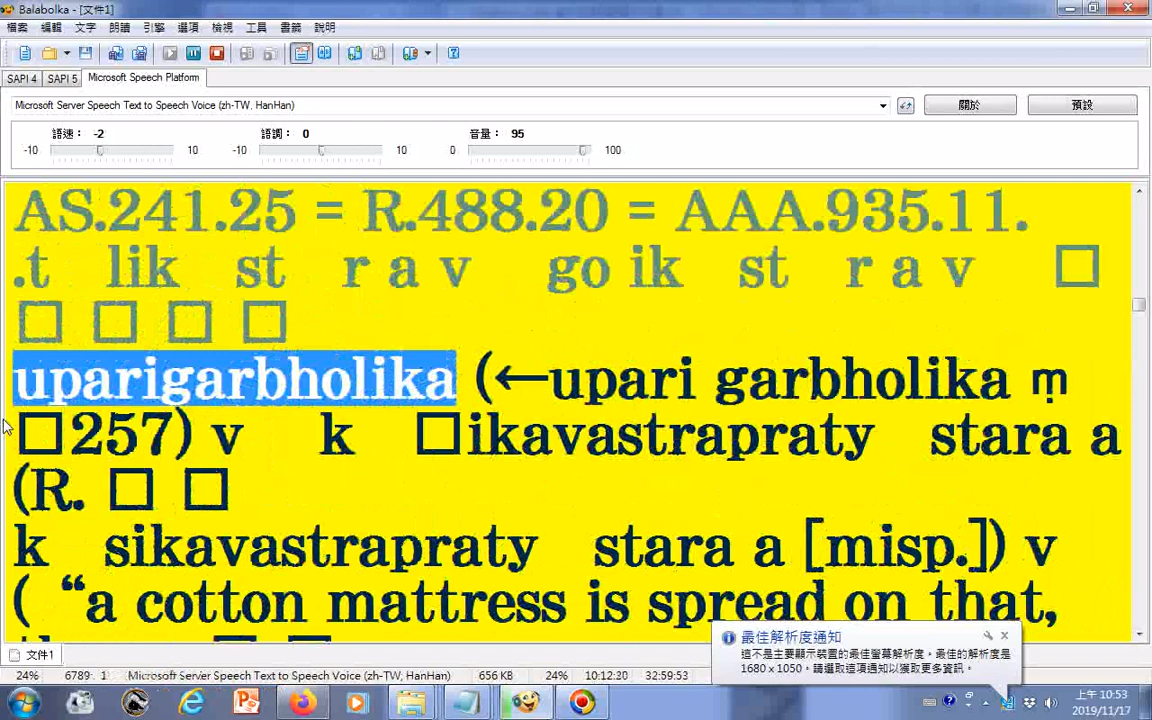 Balabolka - [文件1]
檔案 編輯 文字 朗讀 引擎 選項 檢視 工具 書籤 說明
SAPI 4 SAPI 5 Microsoft Speech Platform
Microsoft Server Speech Text to Speech Voice (zh-TW, HanHan) 關於 預設
語速： -2 語調： 0 音量： 95
-10 10 -10 10 0 100
AS.241.25 = R.488.20 = AAA.935.11.
.t lik st r a v go ik st r a v □
□ □ □ □
uparigarbholika (←upari garbholika ṃ
□257) v k □ikavastrapraty stara a
(R. □ □
k sikavastrapraty stara a [misp.]) v
( “a cotton mattress is spread on that,
最佳解析度通知
這不是主要顯示裝置的最佳螢幕解析度。最佳的解析度是
1680 x 1050。請選取這項通知以獲取更多資訊。
文件1
24% 6789: 1 Microsoft Server Speech Text to Speech Voice 656 KB 24% 10:12:20 32:59:53
上午 10:53
2019/11/17